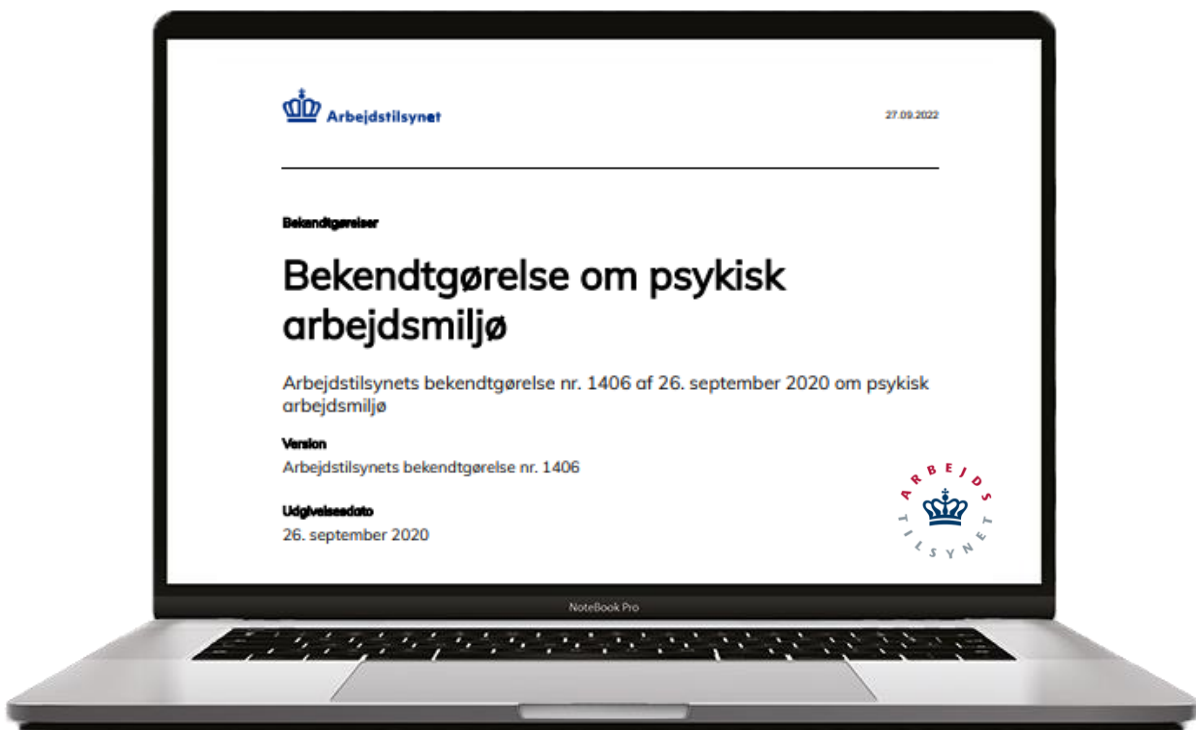 Arbejdstilsynet
27.09.2022
Bekendtgørelser
Bekendtgørelse om psykisk
arbejdsmiljø
Arbejdstilsynets bekendtgørelse nr. 1406 af 26. september 2020 om psykisk
arbejdsmiljø
Version
Arbejdstilsynets bekendtgørelse nr. 1406
Udgivelsesdato
26. september 2020
ARBEJDS
TILSYNET
NoteBook Pro